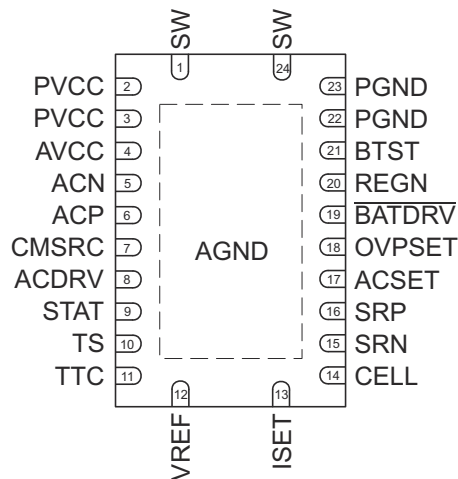 SW SW
1 24
PVCC 2 23 PGND
PVCC 3 22 PGND
AVCC 4 21 BTST
ACN 5 20 REGN
ACP 6 19 BATDRV
CMSRC 7 AGND 18 OVPSET
ACDRV 8 17 ACSET
STAT 9 16 SRP
TS 10 15 SRN
TTC 11 14 CELL
12 13
VREF ISET